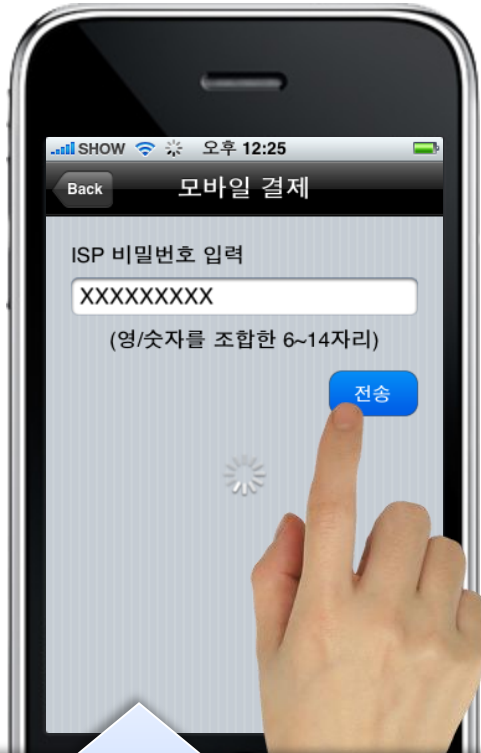 SHOW 오후 12:25
Back 모바일 결제
ISP 비밀번호 입력
XXXXXXXXX
(영/숫자를 조합한 6~14자리)
전송